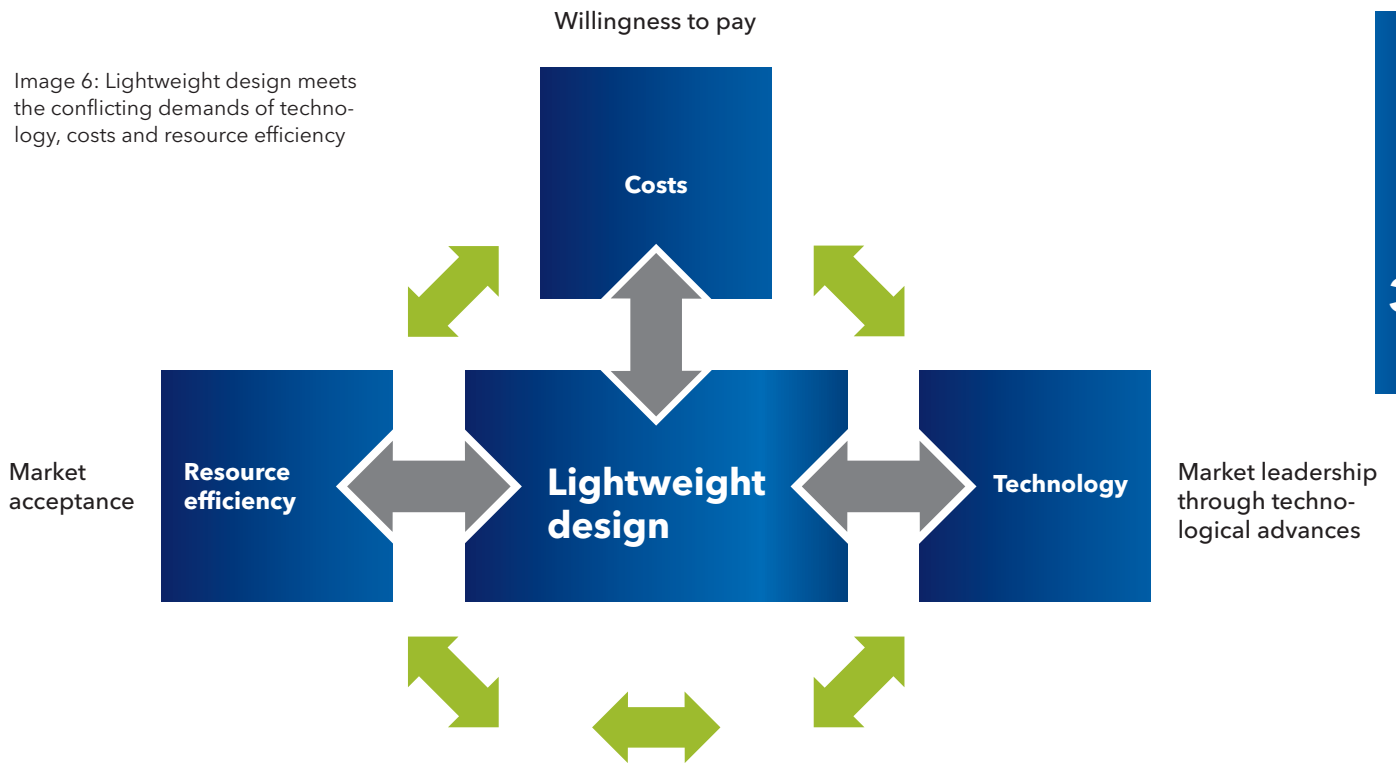 Willingness to pay
Image 6: Lightweight design meets
the conflicting demands of techno-
logy, costs and resource efficiency
Costs
Market
acceptance
Resource
efficiency
Lightweight
design
Technology
Market leadership
through techno-
logical advances